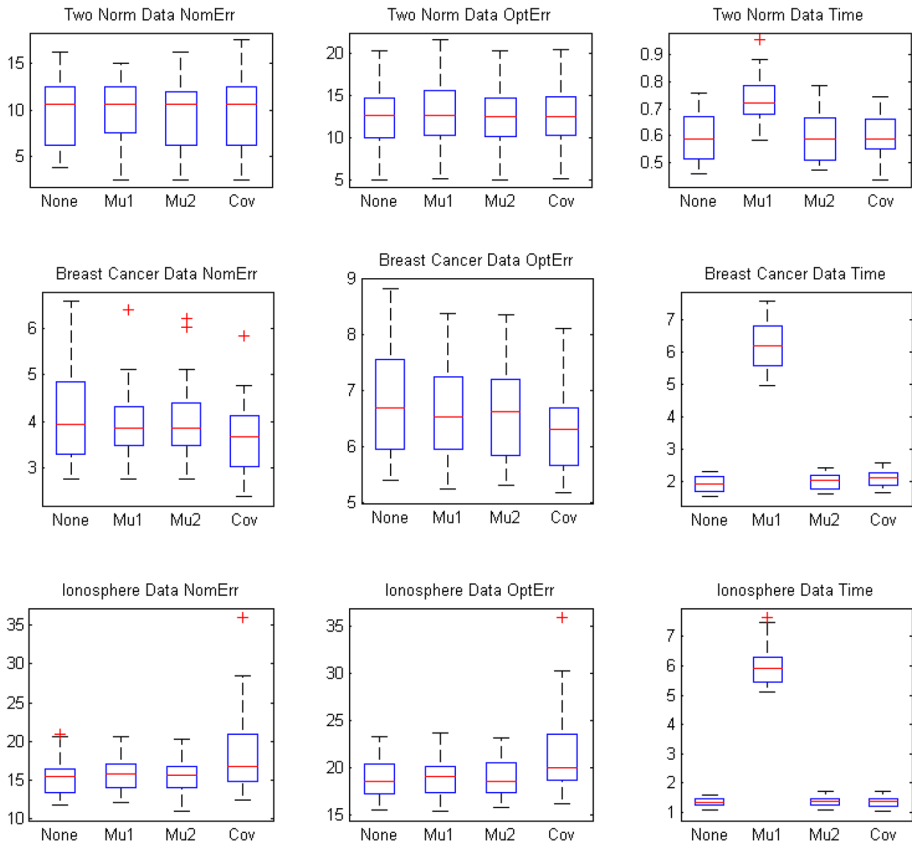 Two Norm Data NomErr
15
10
5
None Mu1 Mu2 Cov
Two Norm Data OptErr
20
15
10
5
None Mu1 Mu2 Cov
Two Norm Data Time
0.9
0.8
0.7
0.6
0.5
None Mu1 Mu2 Cov
Breast Cancer Data NomErr
6
5
4
3
None Mu1 Mu2 Cov
Breast Cancer Data OptErr
9
8
7
6
5
None Mu1 Mu2 Cov
Breast Cancer Data Time
7
6
5
4
3
2
None Mu1 Mu2 Cov
Ionosphere Data NomErr
35
30
25
20
15
10
None Mu1 Mu2 Cov
Ionosphere Data OptErr
35
30
25
20
15
None Mu1 Mu2 Cov
Ionosphere Data Time
7
6
5
4
3
2
1
None Mu1 Mu2 Cov